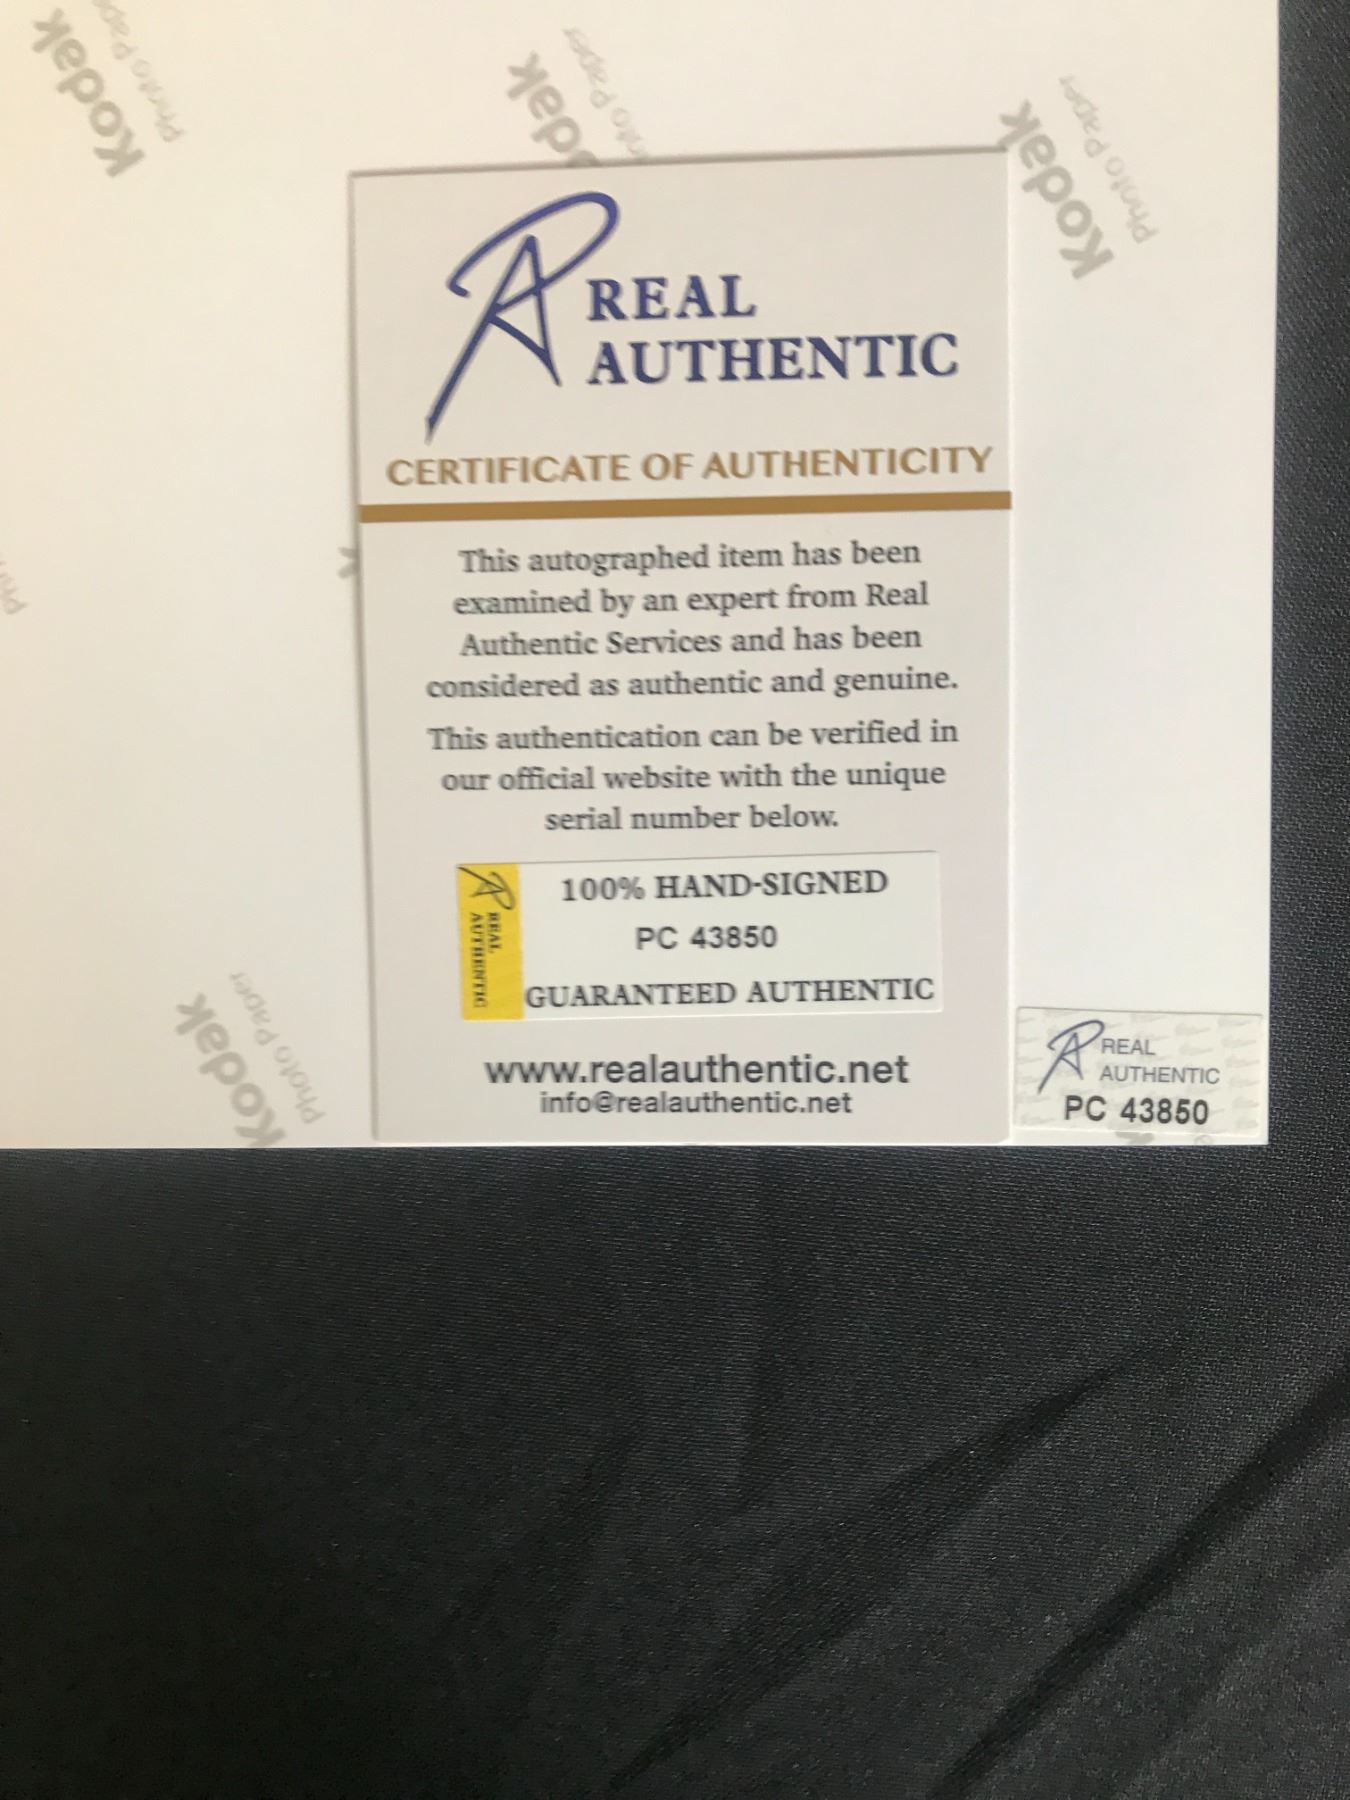 Kodak
Photo Paper
Kodak
Photo Paper
Kodak
Photo Paper
REAL
AUTHENTIC
CERTIFICATE OF AUTHENTICITY
This autographed item has been
examined by an expert from Real
Authentic Services and has been
considered as authentic and genuine.
This authentication can be verified in
our official website with the unique
serial number below.
REAL
AUTHENTIC
100% HAND-SIGNED
PC 43850
GUARANTEED AUTHENTIC
www.realauthentic.net
info@realauthentic.net
Kodak
Photo Paper
REAL
AUTHENTIC
PC 43850